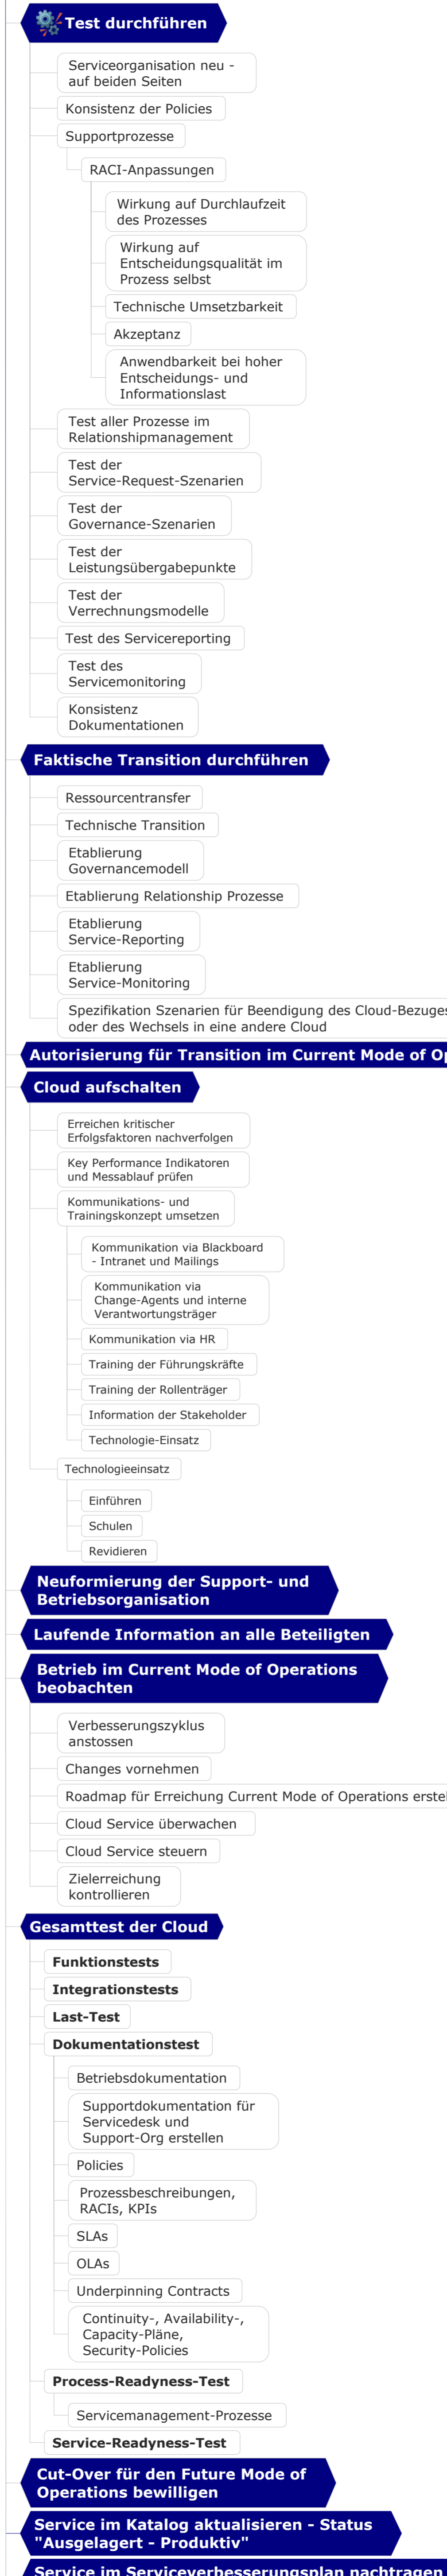 Test durchführen
Serviceorganisation neu -
auf beiden Seiten
Konsistenz der Policies
Supportprozesse
RACI-Anpassungen
Wirkung auf Durchlaufzeit
des Prozesses
Wirkung auf
Entscheidungsqualität im
Prozess selbst
Technische Umsetzbarkeit
Akzeptanz
Anwendbarkeit bei hoher
Entscheidungs- und
Informationslast
Test aller Prozesse im
Relationshipmanagement
Test der
Service-Request-Szenarien
Test der
Governance-Szenarien
Test der
Leistungsübergabepunkte
Test der
Verrechnungsmodelle
Test des Servicereporting
Test des
Servicemonitoring
Konsistenz
Dokumentationen
Faktische Transition durchführen
Ressourcentransfer
Technische Transition
Etablierung
Governancemodell
Etablierung Relationship Prozesse
Etablierung
Service-Reporting
Etablierung
Service-Monitoring
Spezifikation Szenarien für Beendigung des Cloud-Bezuges
oder des Wechsels in eine andere Cloud
Autorisierung für Transition im Current Mode of
Cloud aufschalten
Erreichen kritischer
Erfolgsfaktoren nachverfolgen
Key Performance Indikatoren
und Messablauf prüfen
Kommunikations- und
Trainingskonzept umsetzen
Kommunikation via Blackboard
- Intranet und Mailings
Kommunikation via
Change-Agents und interne
Verantwortungsträger
Kommunikation via HR
Training der Führungskräfte
Training der Rollenträger
Information der Stakeholder
Technologie-Einsatz
Technologieeinsatz
Einführen
Schulen
Revidieren
Neuformierung der Support- und
Betriebsorganisation
Laufende Information an alle Beteiligten
Betrieb im Current Mode of Operations
beobachten
Verbesserungszyklus
anstossen
Changes vornehmen
Roadmap für Erreichung Current Mode of Operations
Cloud Service überwachen
Cloud Service steuern
Zielerreichung
kontrollieren
Gesamttest der Cloud
Funktionstests
Integrationstests
Last-Test
Dokumentationstest
Betriebsdokumentation
Supportdokumentation für
Servicedesk und
Support-Org erstellen
Policies
Prozessbeschreibungen,
RACIs, KPIs
SLAs
OLAs
Underpinning Contracts
Continuity-, Availability-,
Capacity-Pläne,
Security-Policies
Process-Readyness-Test
Servicemanagement-Prozesse
Service-Readyness-Test
Cut-Over für den Future Mode of
Operations bewilligen
Service im Katalog aktualisieren - Status
"Ausgelagert - Produktiv"
Service im Serviceverbesserungsplan nachtragen